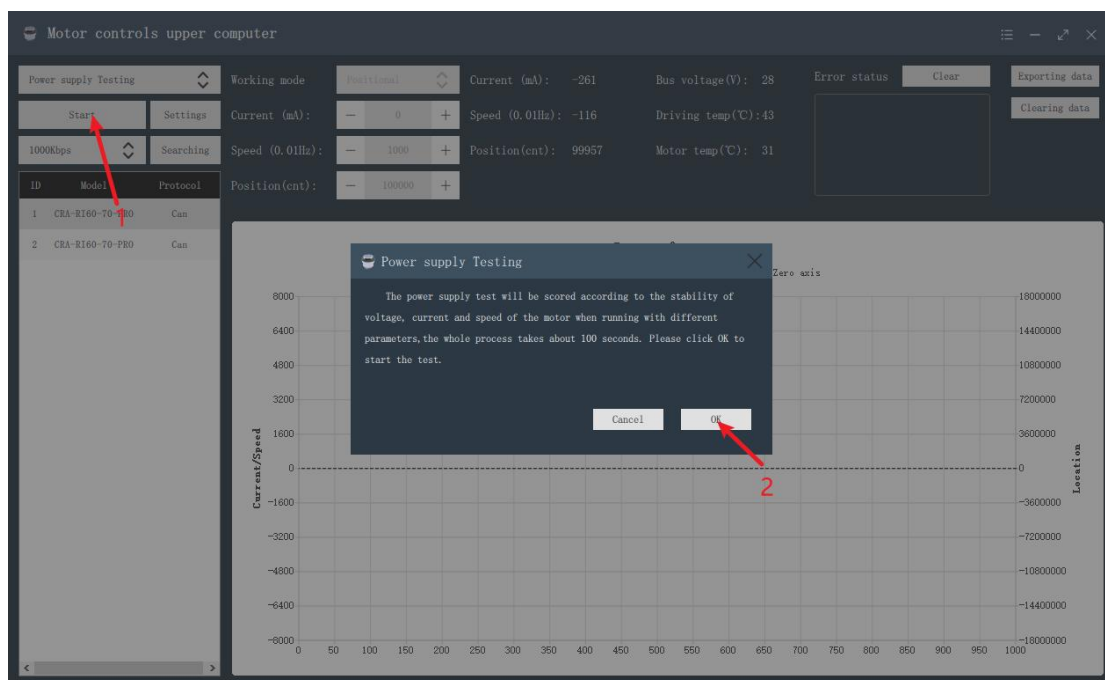 Motor controls upper computer
Power supply Testing
Working mode
Positional
Current (mA): -261
Bus voltage(V): 28
Error status
Clear
Exporting data
Start
Settings
Current (mA):
− 0 +
Speed (0.01Hz): -116
Driving temp(℃):43
Clearing data
1000Kbps
Searching
Speed (0.01Hz):
− 1000 +
Position(cnt): 99957
Motor temp(℃): 31
ID Model Protocol
Position(cnt):
− 100000 +
1 CRA-RI60-70-PRO Can
1
2 CRA-RI60-70-PRO Can
Power supply Testing
Zero axis
The power supply test will be scored according to the stability of
voltage, current and speed of the motor when running with different
parameters,the whole process takes about 100 seconds. Please click OK to
start the test.
Cancel
OK
2
Current/Speed
8000
6400
4800
3200
1600
0
-1600
-3200
-4800
-6400
-8000
18000000
14400000
10800000
7200000
3600000
0
-3600000
-7200000
-10800000
-14400000
-18000000
Location
0 50 100 150 200 250 300 350 400 450 500 550 600 650 700 750 800 850 900 950 1000